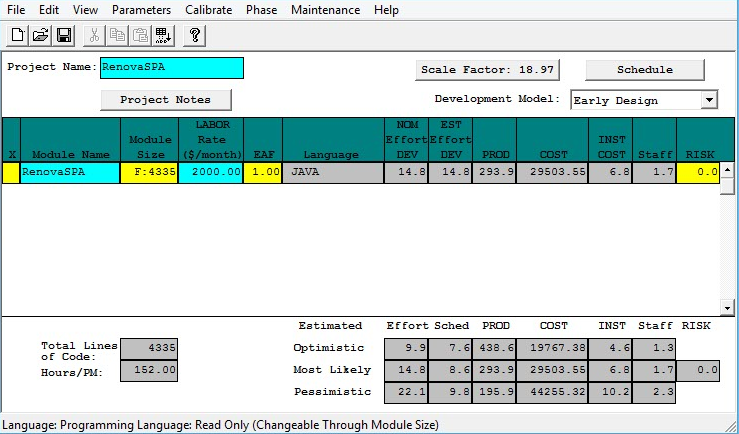 File Edit View Parameters Calibrate Phase Maintenance Help
Project Name: RenovaSPA Scale Factor: 18.97 Schedule
Project Notes Development Model: Early Design
LABOR NOM EST
Module Rate Effort Effort INST
X Module Name Size ($/month) EAF Language DEV DEV PROD COST COST Staff RISK
RenovaSPA F:4335 2000.00 1.00 JAVA 14.8 14.8 293.9 29503.55 6.8 1.7 0.0
Estimated Effort Sched PROD COST INST Staff RISK
Total Lines of Code: 4335 Optimistic 9.9 7.6 438.6 19767.38 4.6 1.3
Hours/PM: 152.00 Most Likely 14.8 8.6 293.9 29503.55 6.8 1.7 0.0
Pessimistic 22.1 9.8 195.9 44255.32 10.2 2.3
Language: Programming Language: Read Only (Changeable Through Module Size)